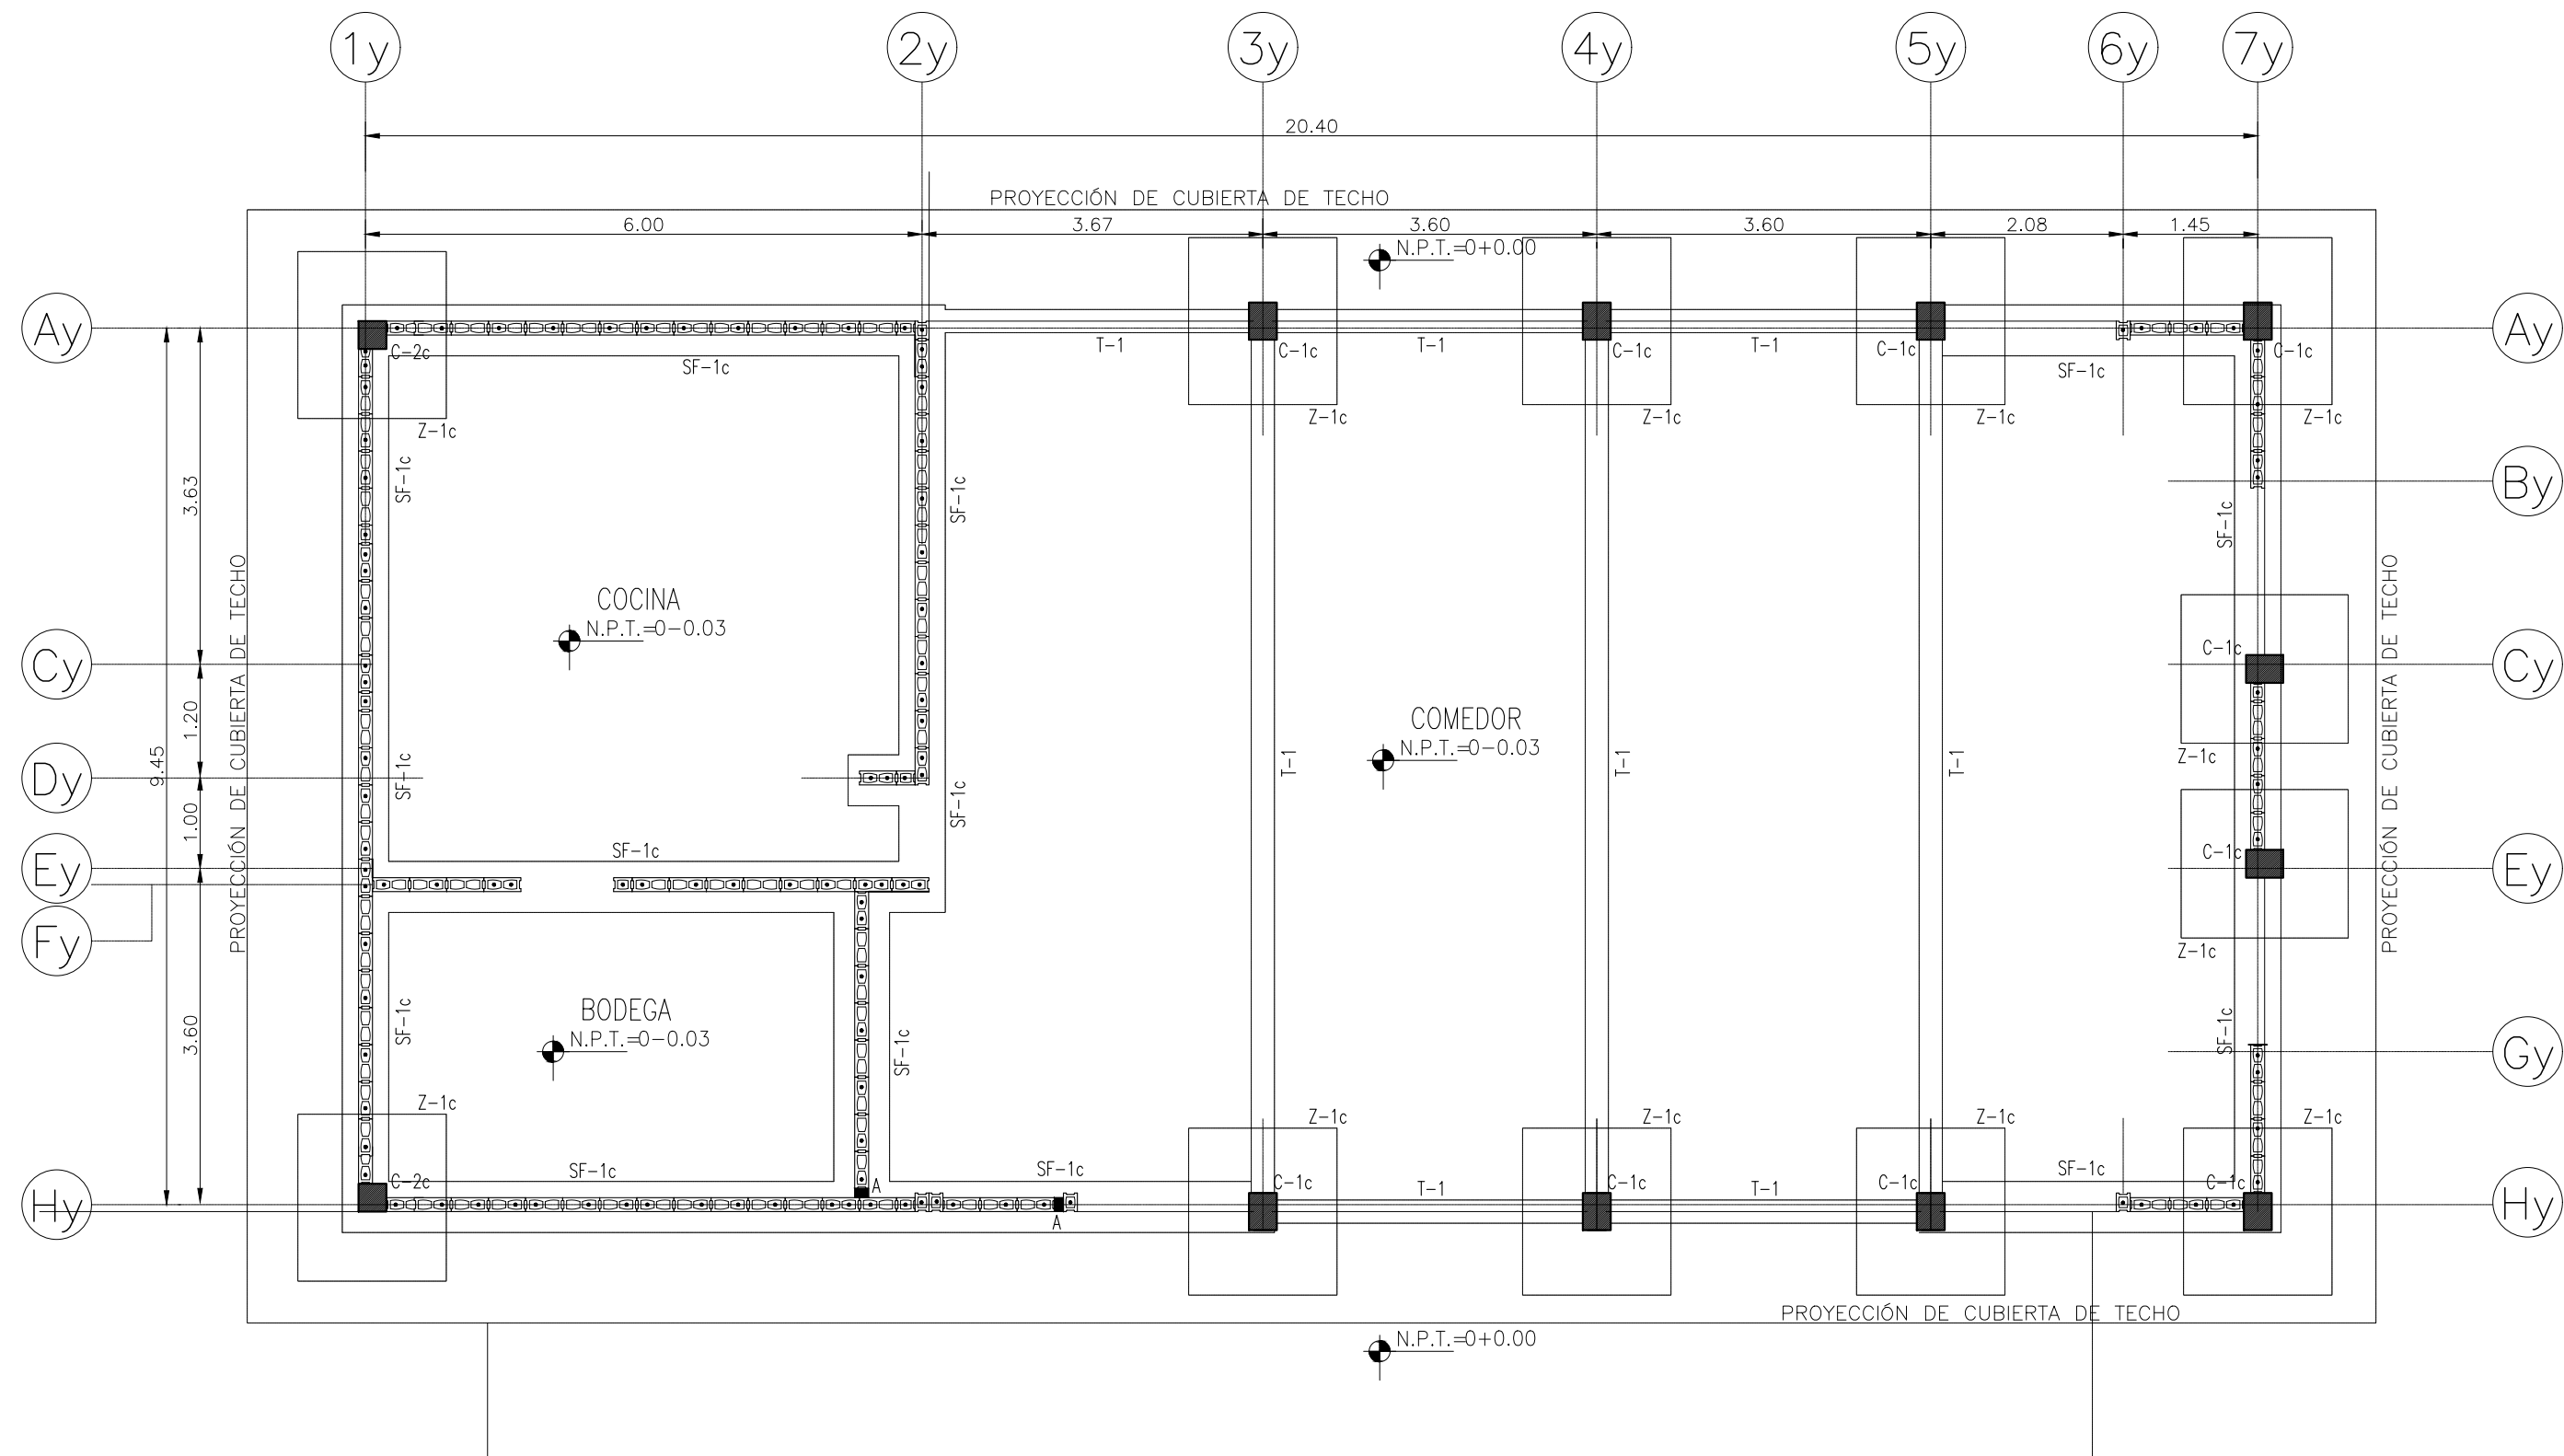 1y 2y 3y 4y 5y 6y 7y
20.40
PROYECCIÓN DE CUBIERTA DE TECHO
6.00 3.67 3.60 3.60 2.08 1.45
N.P.T.=0+0.00
Ay Ay
C-2c SF-1c T-1 C-1c T-1 C-1c T-1 C-1c SF-1c C-1c
Z-1c Z-1c Z-1c Z-1c Z-1c
3.63
SF-1c SF-1c SF-1c
By
COCINA
N.P.T.=0-0.03
PROYECCIÓN DE CUBIERTA DE TECHO
PROYECCIÓN DE CUBIERTA DE TECHO
Cy C-1c Cy
1.20
COMEDOR
N.P.T.=0-0.03
Z-1c
9.45
Dy
SF-1c SF-1c T-1 T-1 T-1
1.00
SF-1c C-1c
Ey Ey
Fy
Z-1c
BODEGA
N.P.T.=0-0.03
3.60
SF-1c SF-1c SF-1c
Gy
Z-1c Z-1c Z-1c Z-1c Z-1c
SF-1c SF-1c SF-1c
C-2c A C-1c T-1 C-1c T-1 C-1c C-1c
Hy A Hy
PROYECCIÓN DE CUBIERTA DE TECHO
N.P.T.=0+0.00